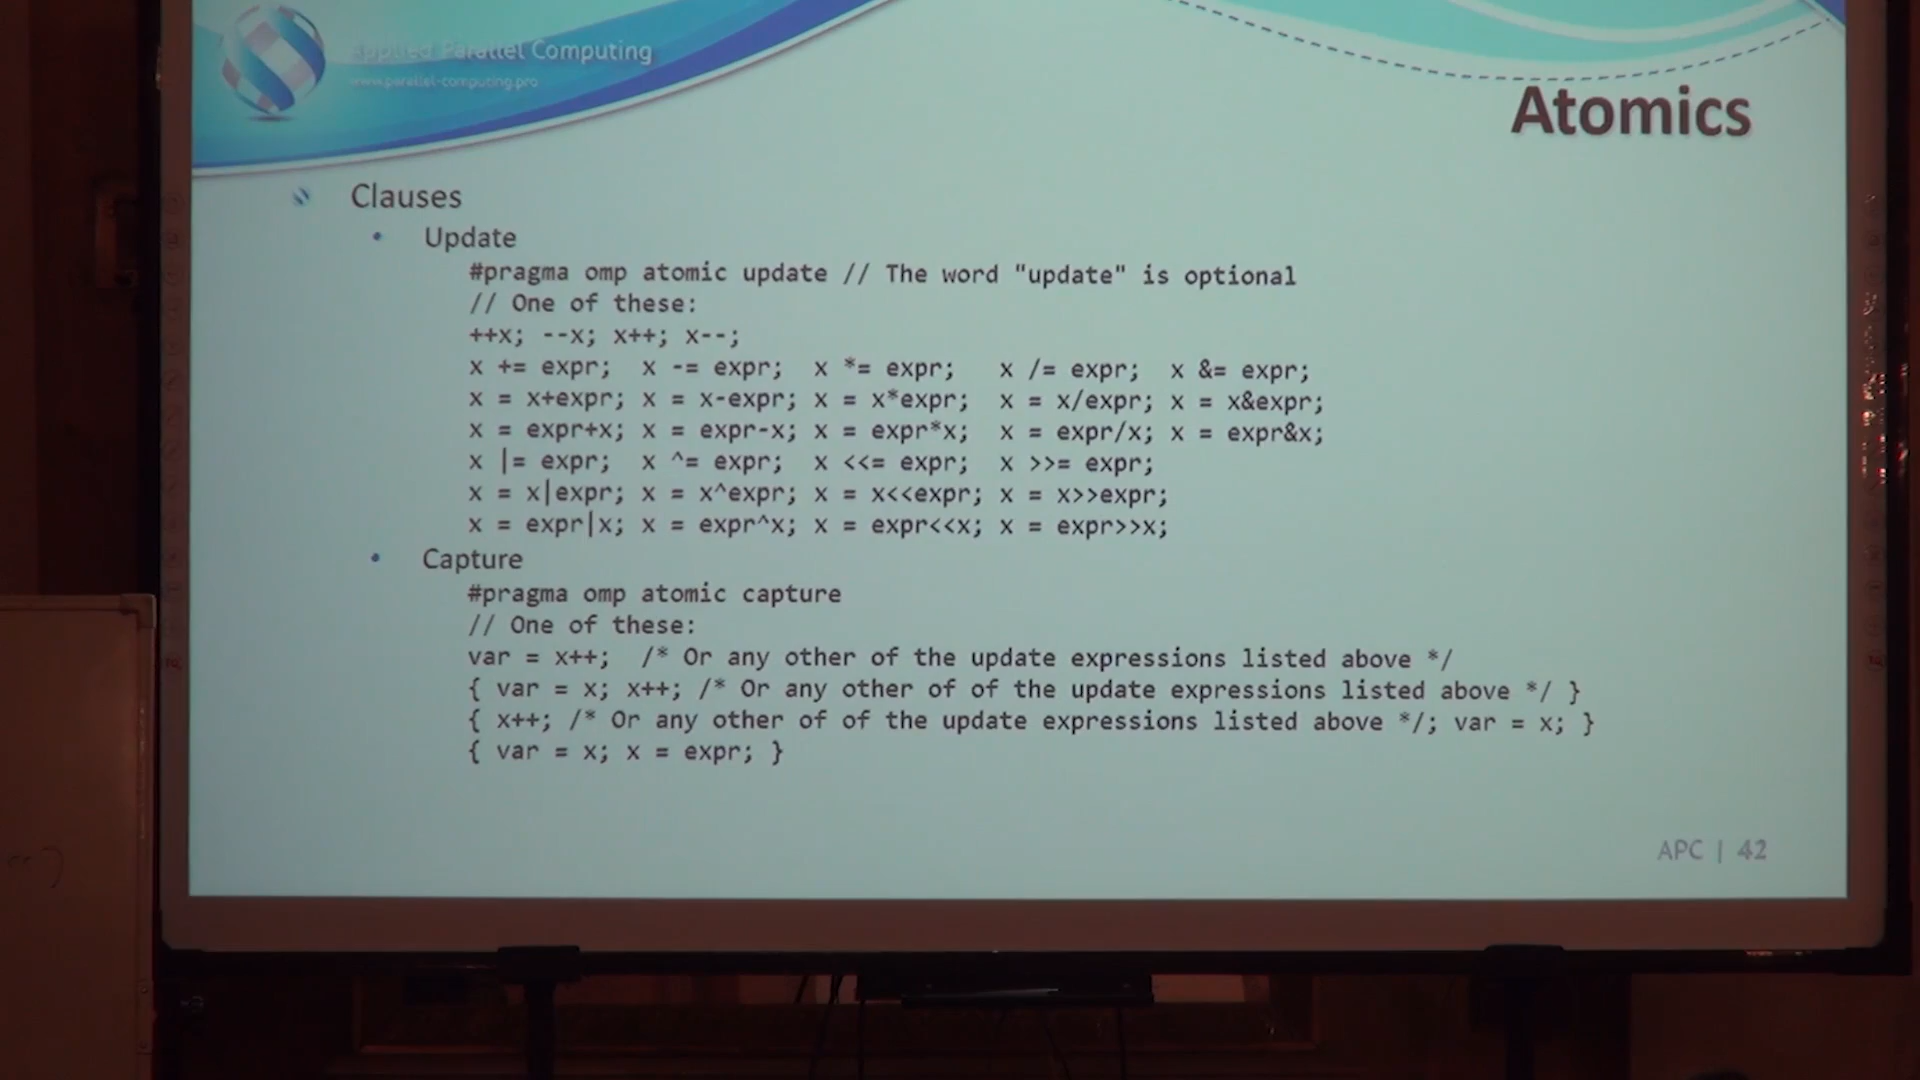 Applied Parallel Computing
www.parallel-computing.pro
Atomics
Clauses
• Update
#pragma omp atomic update // The word "update" is optional
// One of these:
++x; --x; x++; x--;
x += expr; x -= expr; x *= expr; x /= expr; x &= expr;
x = x+expr; x = x-expr; x = x*expr; x = x/expr; x = x&expr;
x = expr+x; x = expr-x; x = expr*x; x = expr/x; x = expr&x;
x |= expr; x ^= expr; x <<= expr; x >>= expr;
x = x|expr; x = x^expr; x = x<<expr; x = x>>expr;
x = expr|x; x = expr^x; x = expr<<x; x = expr>>x;
• Capture
#pragma omp atomic capture
// One of these:
var = x++; /* Or any other of the update expressions listed above */
{ var = x; x++; /* Or any other of of the update expressions listed above */ }
{ x++; /* Or any other of of the update expressions listed above */; var = x; }
{ var = x; x = expr; }
APC | 42